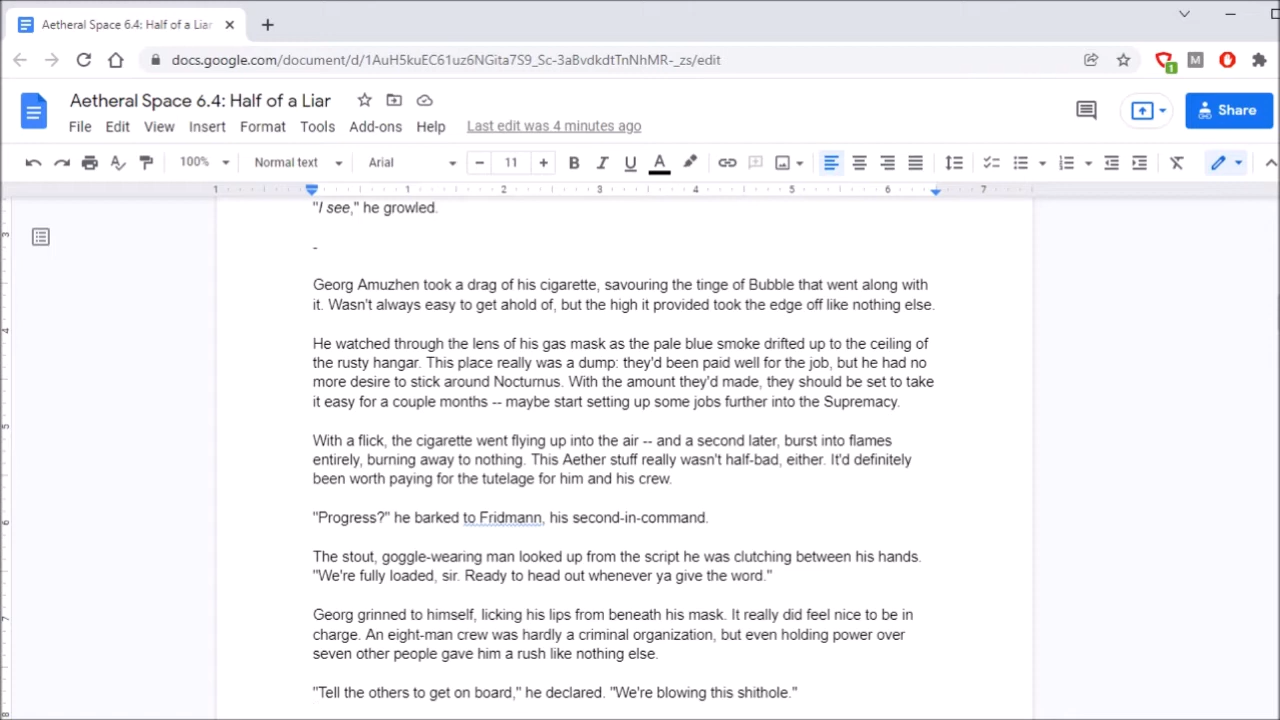 Aetheral Space 6.4: Half of a Liar
docs.google.com/document/d/1AuH5kuEC61uz6NGita7S9_Sc-3aBvdkdtTnNhMR-_zs/edit
1
M
Aetheral Space 6.4: Half of a Liar
File Edit View Insert Format Tools Add-ons Help Last edit was 4 minutes ago
Share
100% Normal text Arial 11 B I U A
1 1 2 3 4 5 6 7
3
4
5
6
7
8
"I see," he growled.
-
Georg Amuzhen took a drag of his cigarette, savouring the tinge of Bubble that went along with
it. Wasn't always easy to get ahold of, but the high it provided took the edge off like nothing else.
He watched through the lens of his gas mask as the pale blue smoke drifted up to the ceiling of
the rusty hangar. This place really was a dump: they'd been paid well for the job, but he had no
more desire to stick around Nocturnus. With the amount they'd made, they should be set to take
it easy for a couple months -- maybe start setting up some jobs further into the Supremacy.
With a flick, the cigarette went flying up into the air -- and a second later, burst into flames
entirely, burning away to nothing. This Aether stuff really wasn't half-bad, either. It'd definitely
been worth paying for the tutelage for him and his crew.
"Progress?" he barked to Fridmann, his second-in-command.
The stout, goggle-wearing man looked up from the script he was clutching between his hands.
"We're fully loaded, sir. Ready to head out whenever ya give the word."
Georg grinned to himself, licking his lips from beneath his mask. It really did feel nice to be in
charge. An eight-man crew was hardly a criminal organization, but even holding power over
seven other people gave him a rush like nothing else.
"Tell the others to get on board," he declared. "We're blowing this shithole."